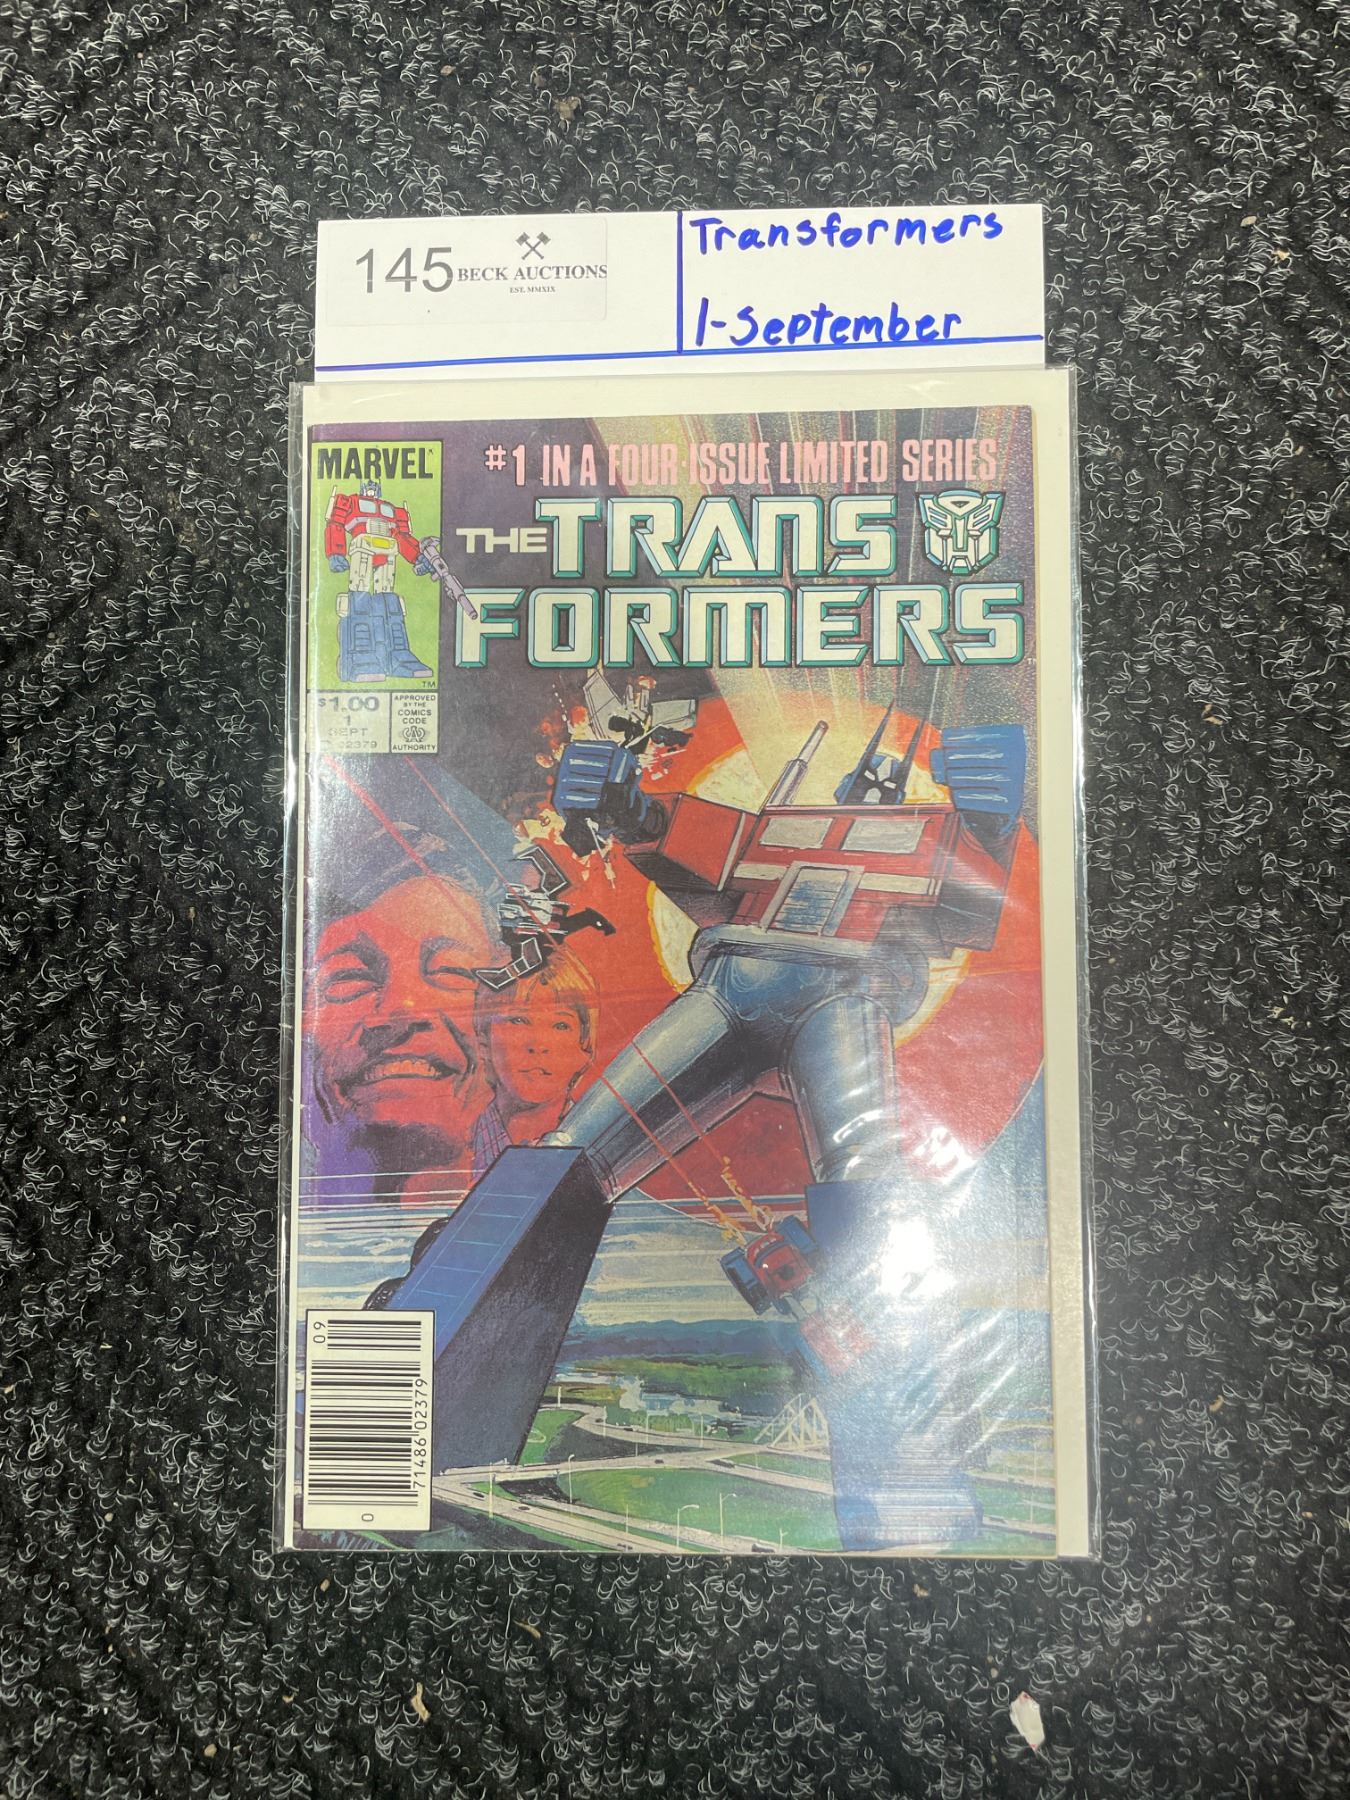 145
BECK AUCTIONS
EST. MMXIX
Transformers
1-September
MARVEL
#1 IN A FOUR-ISSUE LIMITED SERIES
THE TRANS
FORMERS
TM
$1.00
1
SEPT
02379
APPROVED
BY THE
COMICS
CODE
AUTHORITY
09
71486 02379
0